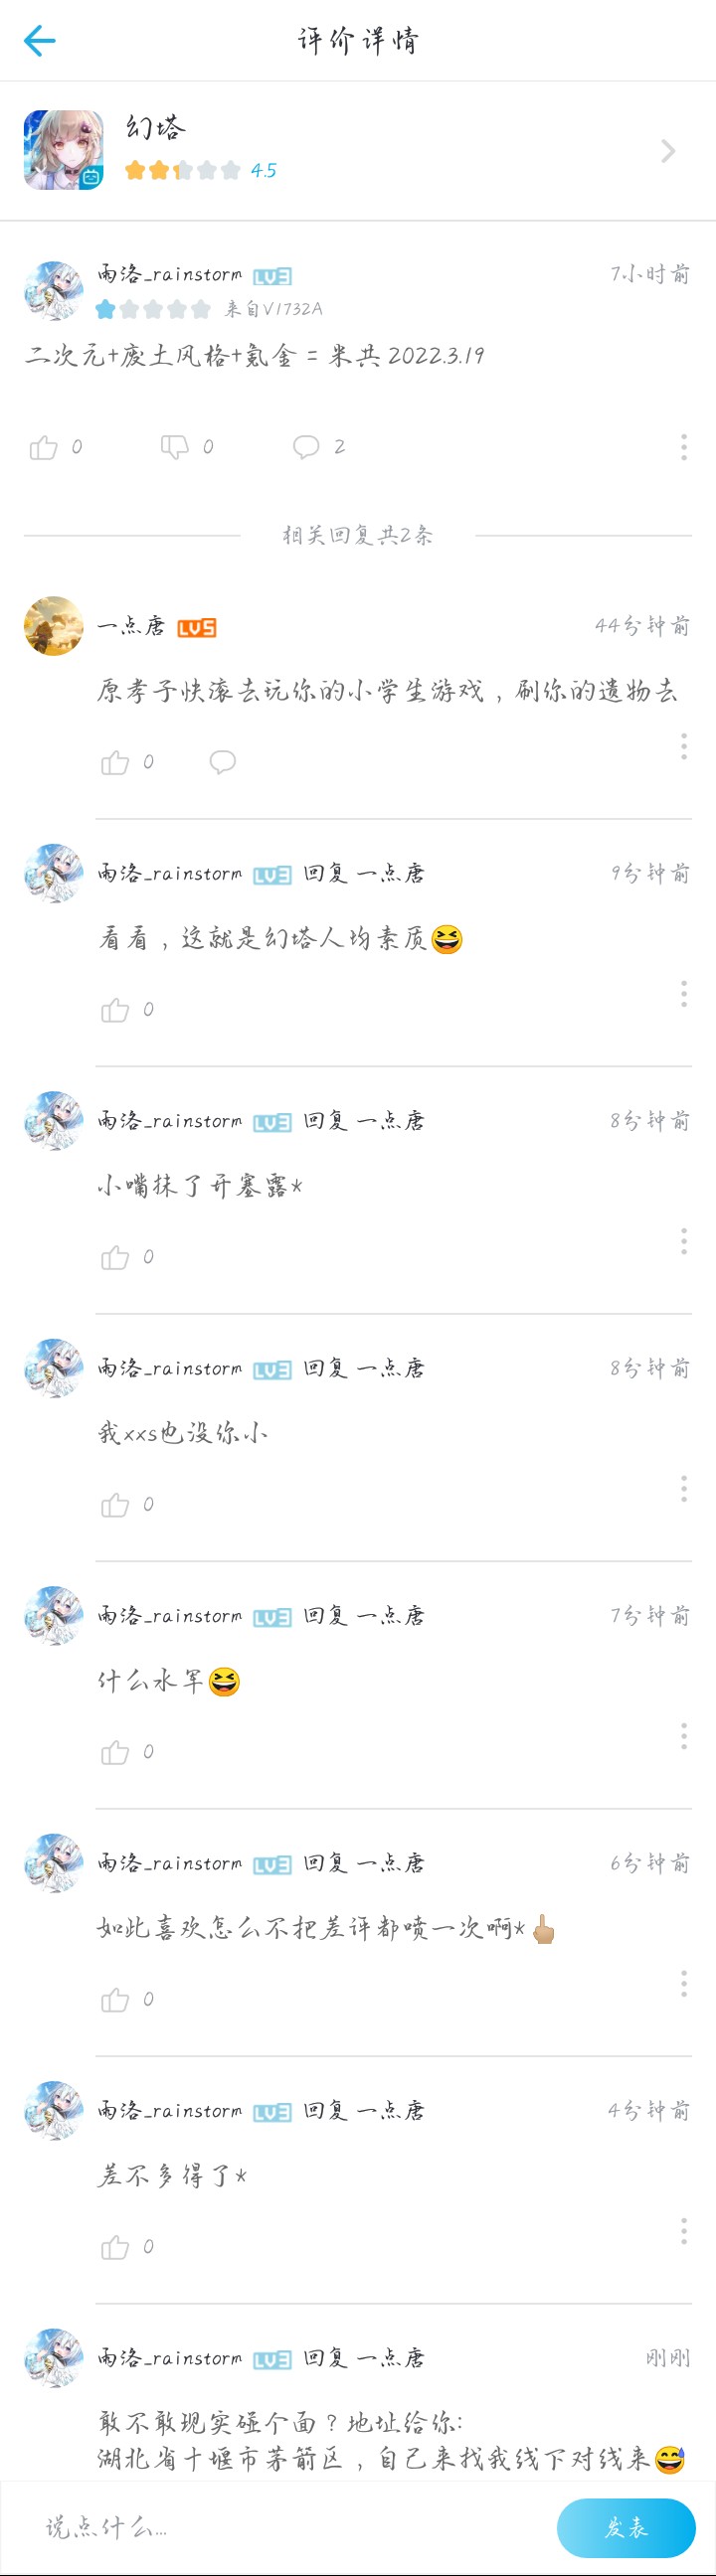 评价详情
幻塔
4.5
雨洛_rainstorm LV3 7小时前
来自V1732A
二次元+废土风格+氪金 = 米共 2022.3.19
0 0 2
相关回复共2条
一点唐 LV5 44分钟前
原孝子快滚去玩你的小学生游戏，刷你的遗物去
0
雨洛_rainstorm LV3 回复 一点唐 9分钟前
看看，这就是幻塔人均素质😆
0
雨洛_rainstorm LV3 回复 一点唐 8分钟前
小嘴抹了开塞露*
0
雨洛_rainstorm LV3 回复 一点唐 8分钟前
我xxs也没你小
0
雨洛_rainstorm LV3 回复 一点唐 7分钟前
什么水军😆
0
雨洛_rainstorm LV3 回复 一点唐 6分钟前
如此喜欢怎么不把差评都喷一次啊*🖕🏼
0
雨洛_rainstorm LV3 回复 一点唐 4分钟前
差不多得了*
0
雨洛_rainstorm LV3 回复 一点唐 刚刚
敢不敢现实碰个面？地址给你:
湖北省十堰市茅箭区，自己来找我线下对线来😅
说点什么... 发表